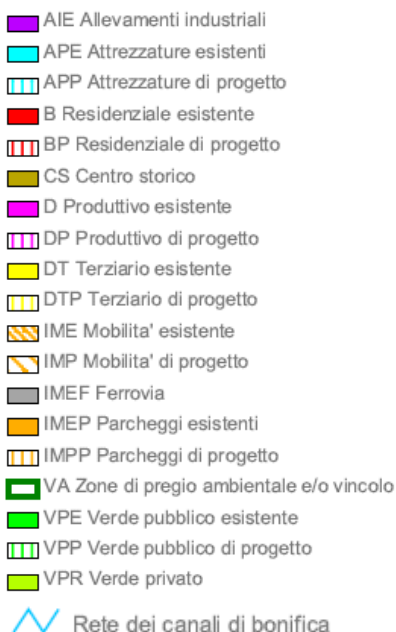 AIE Allevamenti industriali
APE Attrezzature esistenti
APP Attrezzature di progetto
B Residenziale esistente
BP Residenziale di progetto
CS Centro storico
D Produttivo esistente
DP Produttivo di progetto
DT Terziario esistente
DTP Terziario di progetto
IME Mobilita' esistente
IMP Mobilita' di progetto
IMEF Ferrovia
IMEP Parcheggi esistenti
IMPP Parcheggi di progetto
VA Zone di pregio ambientale e/o vincolo
VPE Verde pubblico esistente
VPP Verde pubblico di progetto
VPR Verde privato
Rete dei canali di bonifica